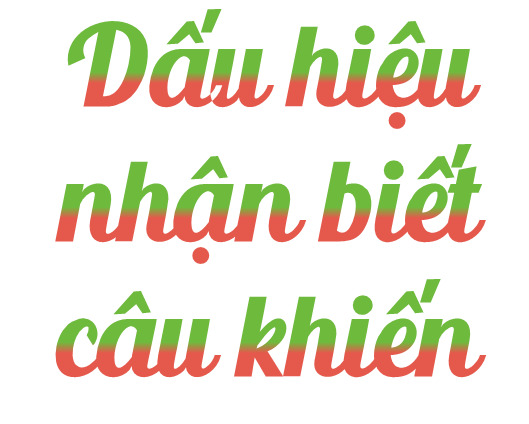 Dấu hiệu
nhận biết
câu khiến